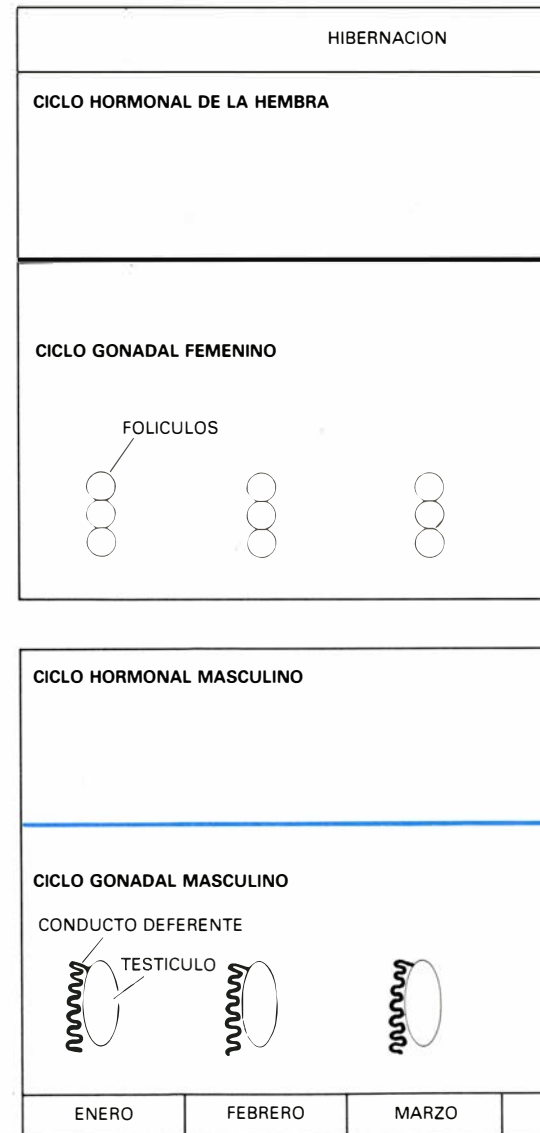 HIBERNACION
CICLO HORMONAL DE LA HEMBRA
CICLO GONADAL FEMENINO
FOLICULOS
CICLO HORMONAL MASCULINO
CICLO GONADAL MASCULINO
CONDUCTO DEFERENTE
TESTICULO
ENERO
FEBRERO
MARZO